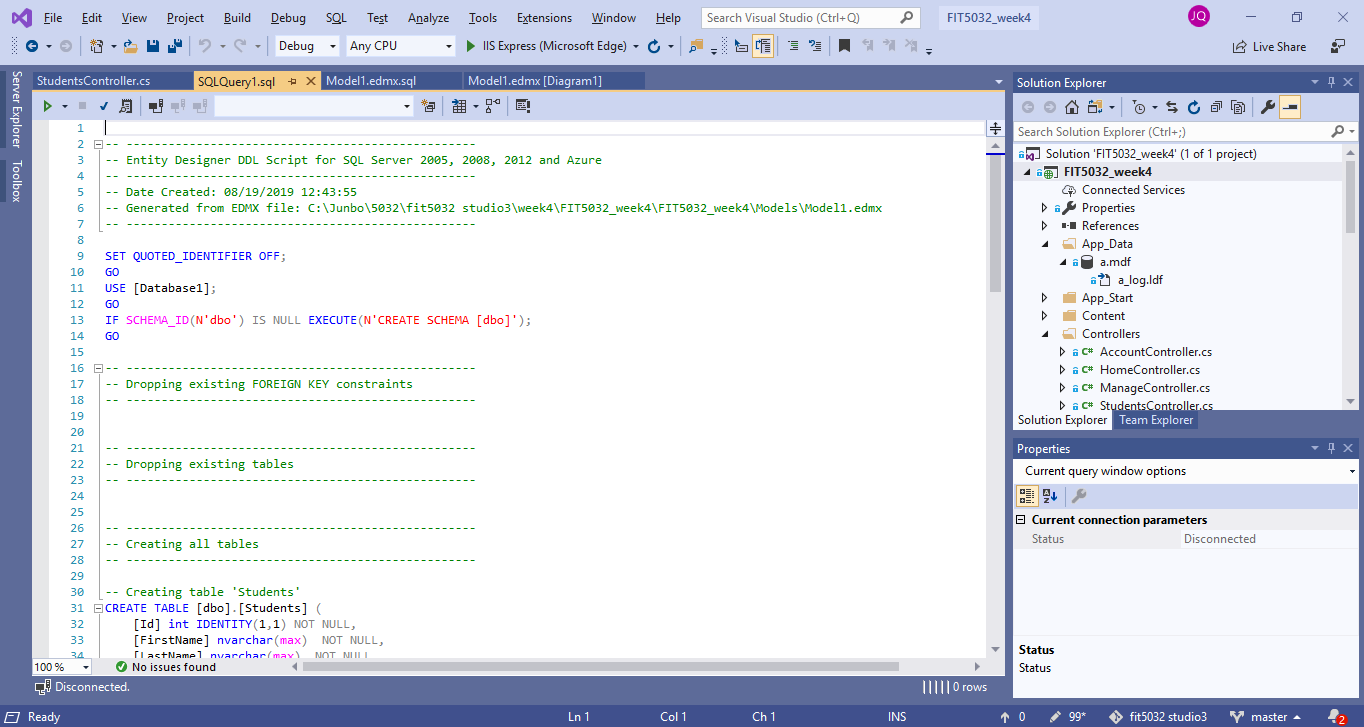 File Edit View Project Build Debug SQL Test Analyze Tools Extensions Window Help Search Visual Studio (Ctrl+Q) FIT5032_week4 JQ
Debug Any CPU IIS Express (Microsoft Edge) Live Share
Server Explorer
Toolbox
StudentsController.cs SQLQuery1.sql Model1.edmx.sql Model1.edmx [Diagram1]
1
2 -- --------------------------------------------------
3 -- Entity Designer DDL Script for SQL Server 2005, 2008, 2012 and Azure
4 -- --------------------------------------------------
5 -- Date Created: 08/19/2019 12:43:55
6 -- Generated from EDMX file: C:\Junbo\5032\fit5032 studio3\week4\FIT5032_week4\FIT5032_week4\Models\Model1.edmx
7 -- --------------------------------------------------
8
9 SET QUOTED_IDENTIFIER OFF;
10 GO
11 USE [Database1];
12 GO
13 IF SCHEMA_ID(N'dbo') IS NULL EXECUTE(N'CREATE SCHEMA [dbo]');
14 GO
15
16 -- --------------------------------------------------
17 -- Dropping existing FOREIGN KEY constraints
18 -- --------------------------------------------------
19
20
21 -- --------------------------------------------------
22 -- Dropping existing tables
23 -- --------------------------------------------------
24
25
26 -- --------------------------------------------------
27 -- Creating all tables
28 -- --------------------------------------------------
29
30 -- Creating table 'Students'
31 CREATE TABLE [dbo].[Students] (
32 [Id] int IDENTITY(1,1) NOT NULL,
33 [FirstName] nvarchar(max) NOT NULL,
34 [LastName] nvarchar(max) NOT NULL
100 % No issues found
Disconnected. 0 rows
Solution Explorer
Search Solution Explorer (Ctrl+;)
Solution 'FIT5032_week4' (1 of 1 project)
FIT5032_week4
Connected Services
Properties
References
App_Data
a.mdf
a_log.ldf
App_Start
Content
Controllers
C# AccountController.cs
C# HomeController.cs
C# ManageController.cs
C# StudentsController.cs
Solution Explorer Team Explorer
Properties
Current query window options
Current connection parameters
Status Disconnected
Status
Status
Ready Ln 1 Col 1 Ch 1 INS 0 99* fit5032 studio3 master 2